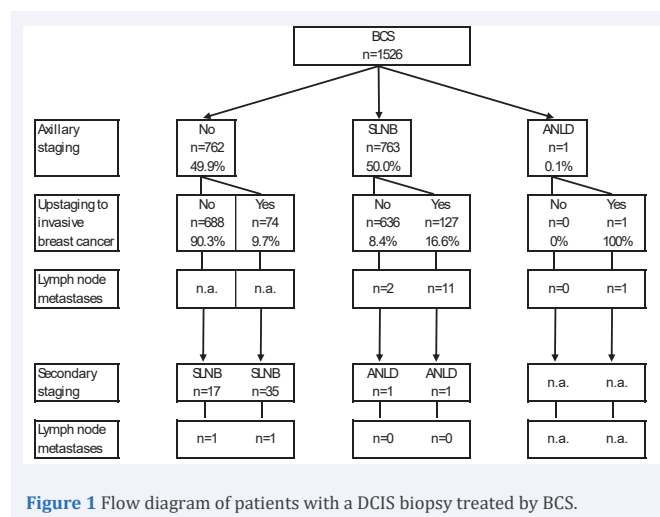 BCS
n=1526
Axillary
staging
No
n=762
49.9%
SLNB
n=763
50.0%
ANLD
n=1
0.1%
Upstaging to
invasive
breast cancer
No Yes
n=688 n=74
90.3% 9.7%
No Yes
n=636 n=127
8.4% 16.6%
No Yes
n=0 n=1
0% 100%
Lymph node
metastases
n.a. n.a.
n=2 n=11
n=0 n=1
Secondary
staging
SLNB SLNB
n=17 n=35
ANLD ANLD
n=1 n=1
n.a. n.a.
Lymph node
metastases
n=1 n=1
n=0 n=0
n.a. n.a.
Figure 1 Flow diagram of patients with a DCIS biopsy treated by BCS.